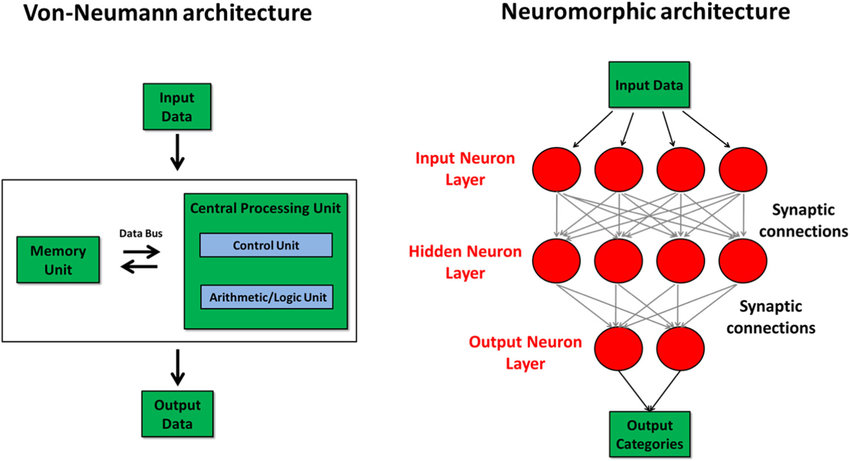 Von-Neumann architecture
Input
Data
Central Processing Unit
Data Bus
Control Unit
Memory
Unit
Arithmetic/Logic Unit
Output
Data
Neuromorphic architecture
Input Data
Input Neuron
Layer
Synaptic
connections
Hidden Neuron
Layer
Synaptic
connections
Output Neuron
Layer
Output
Categories